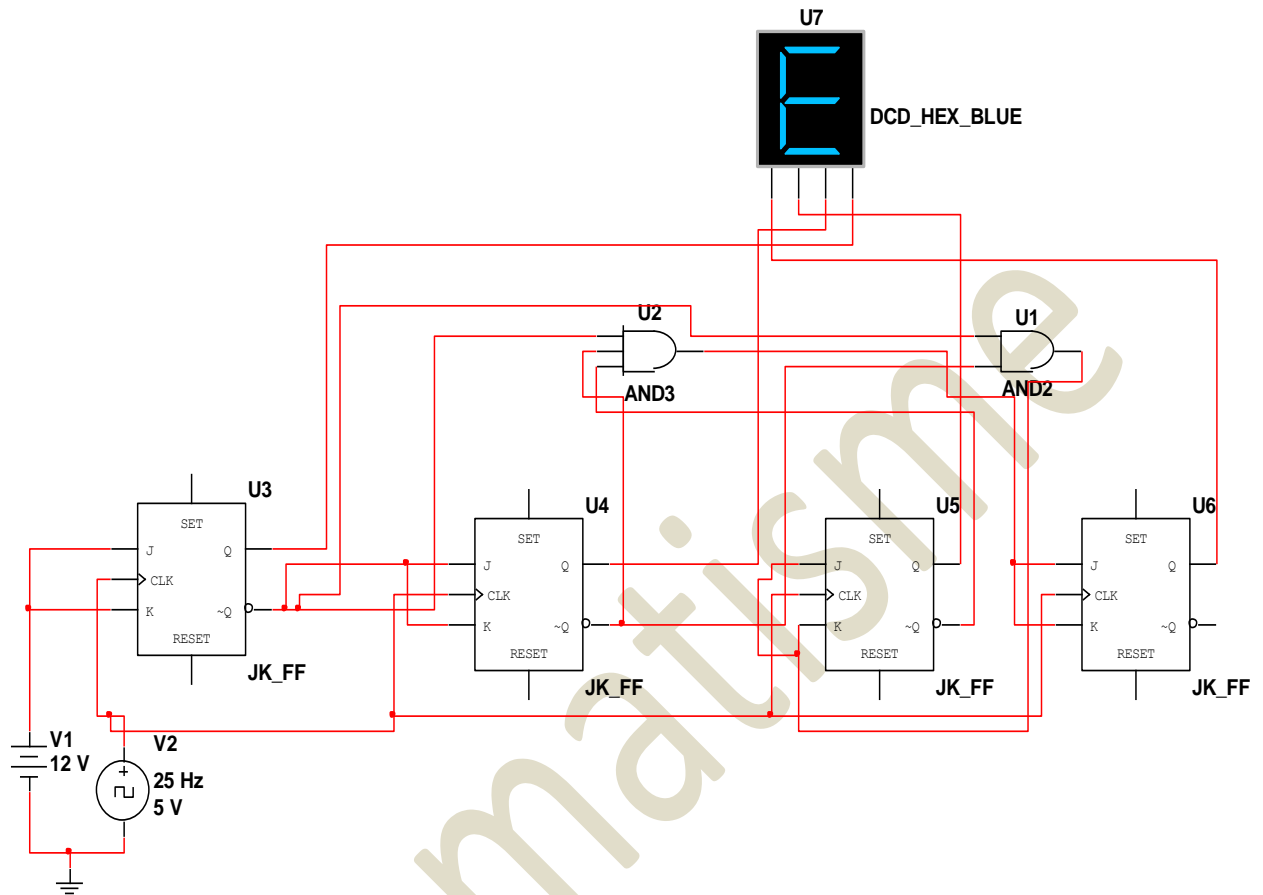 U7
E
DCD_HEX_BLUE
U2
AND3
U1
AND2
U3
SET
J
Q
CLK
K
~Q
RESET
JK_FF
U4
SET
J
Q
CLK
K
~Q
RESET
JK_FF
U5
SET
J
Q
CLK
K
~Q
RESET
JK_FF
U6
SET
J
Q
CLK
K
~Q
RESET
JK_FF
V1
12 V
V2
25 Hz
5 V
matisme